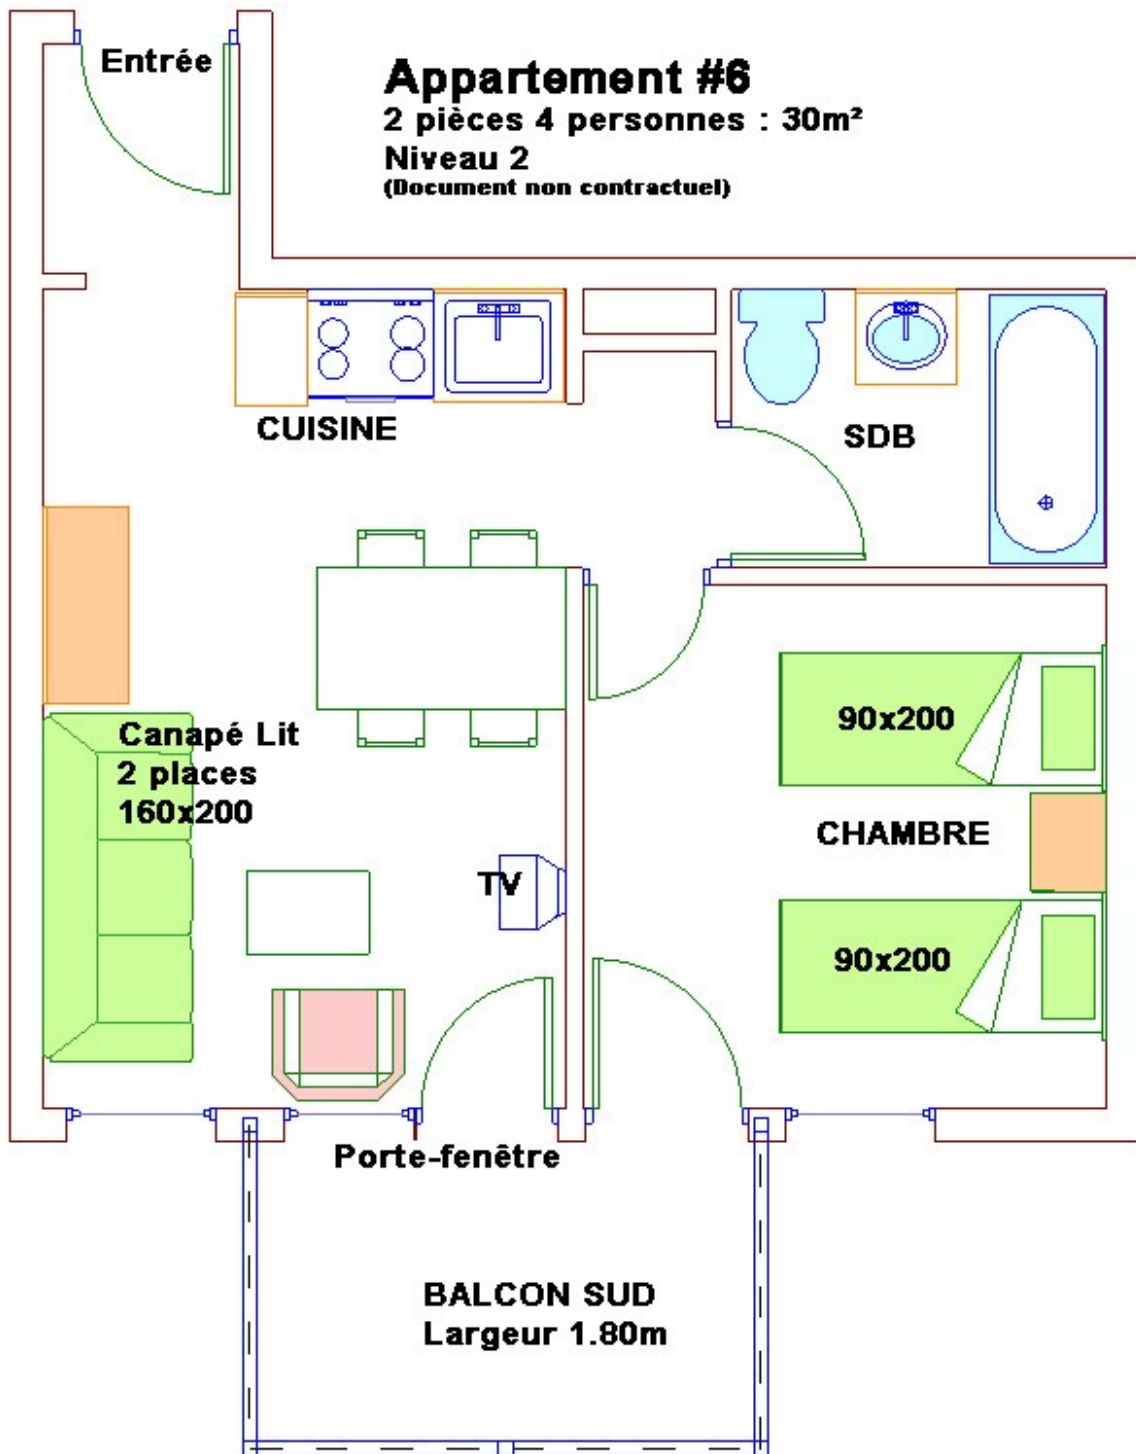 Entrée
Appartement #6
2 pièces 4 personnes : 30m²
Niveau 2
(Document non contractuel)
CUISINE
SDB
Canapé Lit
2 places
160x200
90x200
CHAMBRE
TV
90x200
Porte-fenêtre
BALCON SUD
Largeur 1.80m